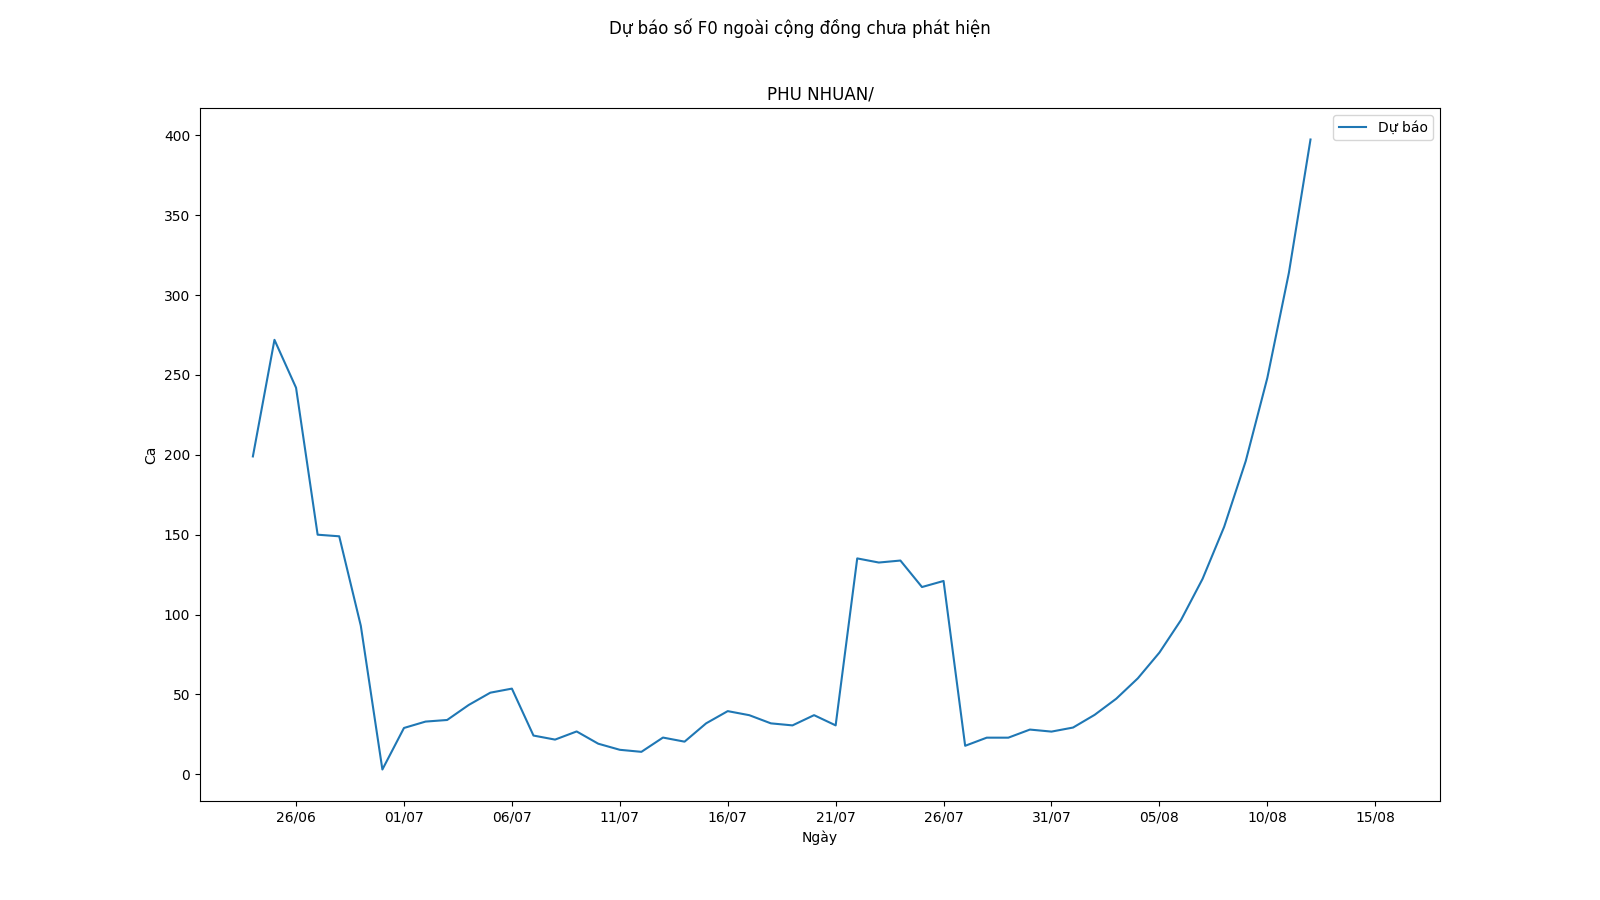 Dự báo số F0 ngoài cộng đồng chưa phát hiện
PHU NHUAN/
Dự báo
400
350
300
250
200
150
100
50
0
Ca
26/06 01/07 06/07 11/07 16/07 21/07 26/07 31/07 05/08 10/08 15/08
Ngày